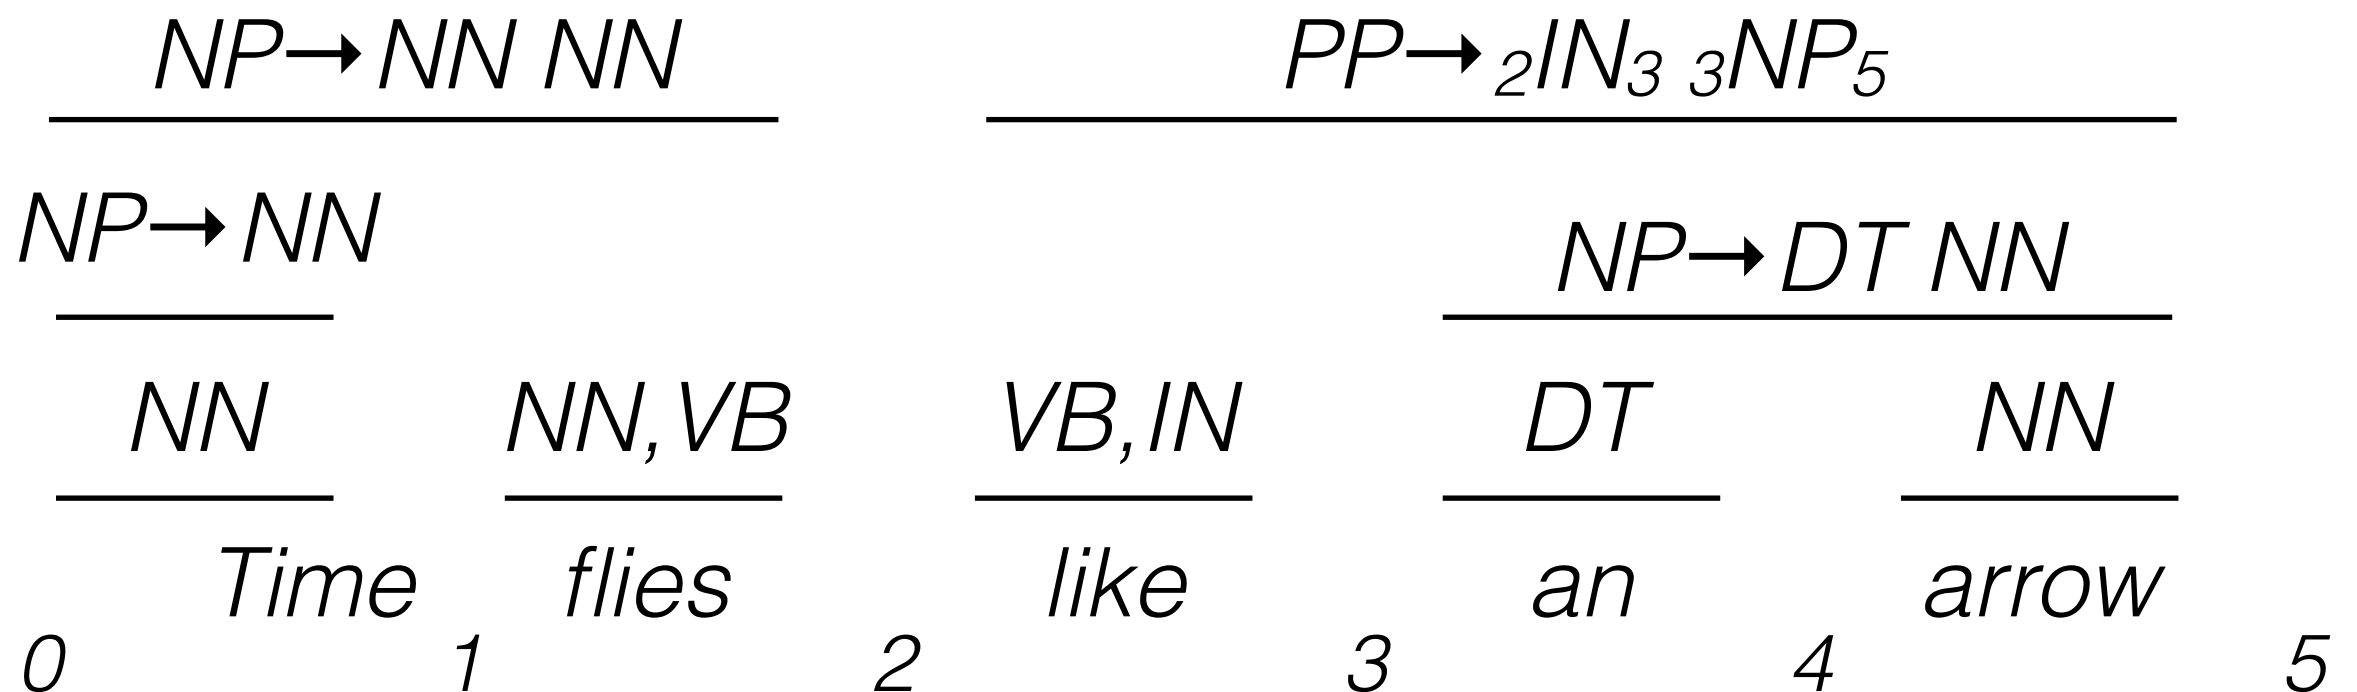 NP→NN NN PP→₂IN₃ ₃NP₅
NP→NN NP→DT NN
NN NN,VB VB,IN DT NN
Time flies like an arrow
0 1 2 3 4 5